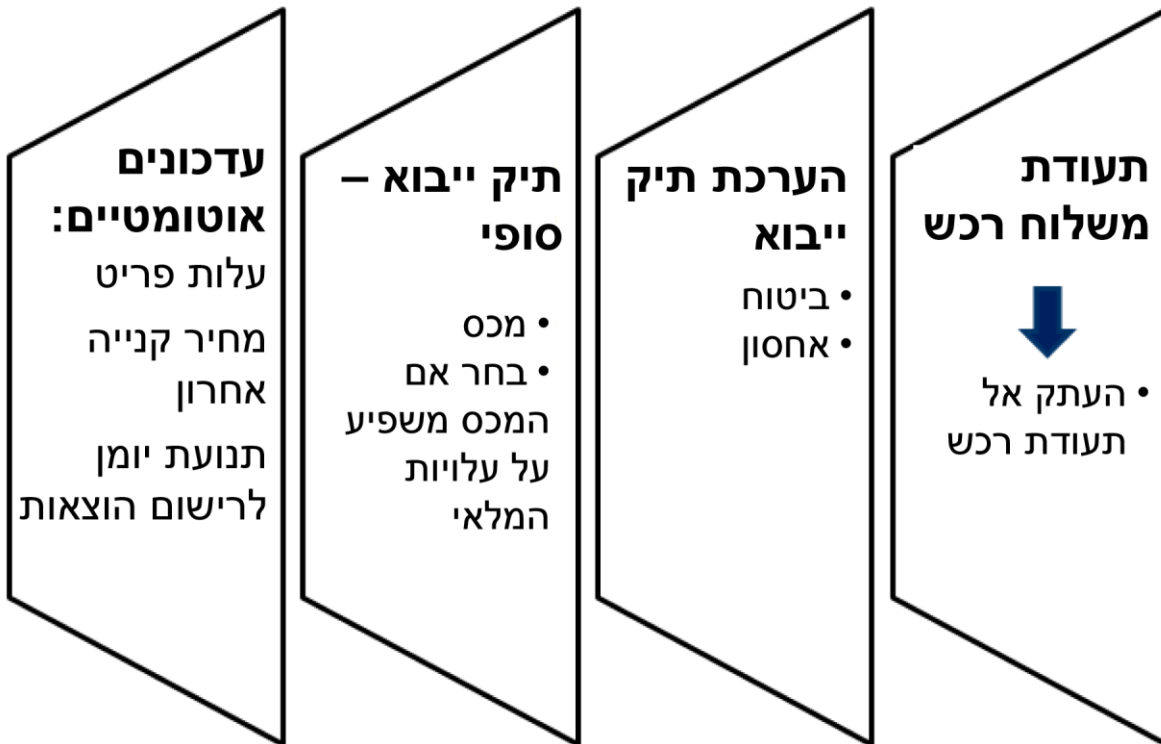 תעודת
משלוח רכש
• העתק אל
תעודת רכש
הערכת תיק
ייבוא
• ביטוח
• אחסון
תיק ייבוא –
סופי
• מכס
• בחר אם
המכס משפיע
על עלויות
המלאי
עדכונים
אוטומטיים:
עלות פריט
מחיר קנייה
אחרון
תנועת יומן
לרישום הוצאות